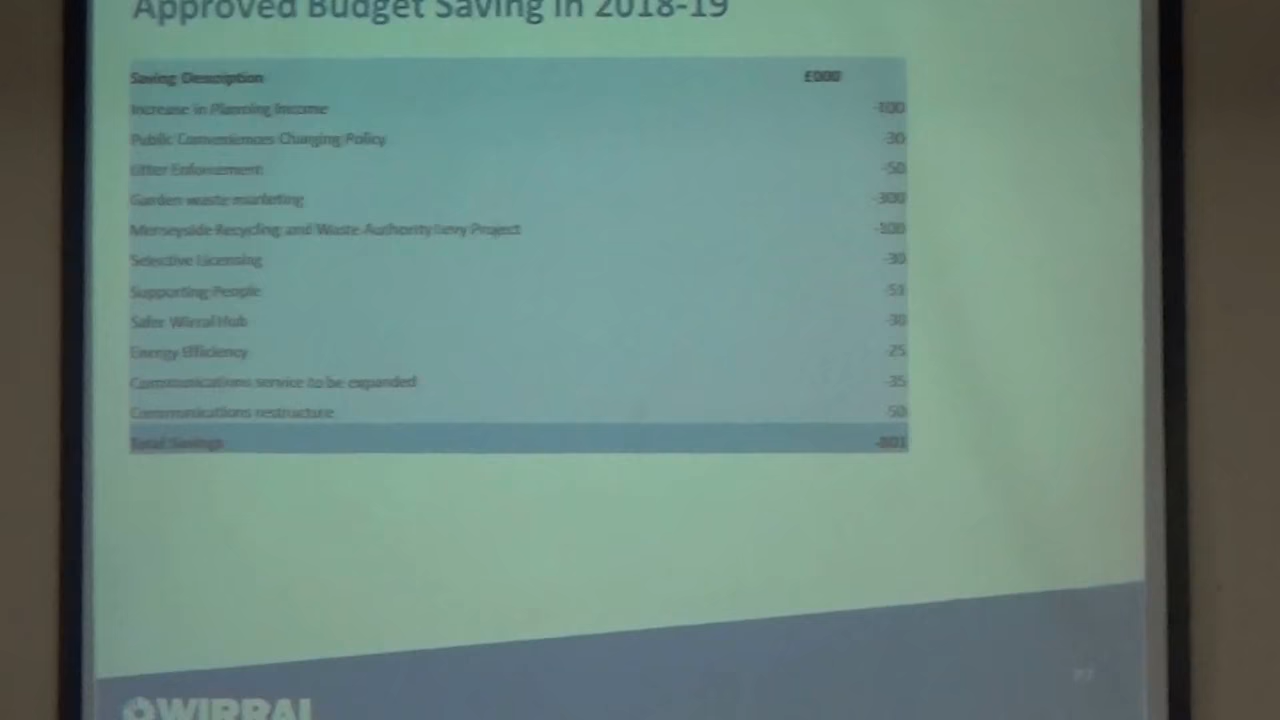 Approved Budget Saving in 2018-19
Saving Description £000
Increase in Planning Income -100
Public Conveniences Charging Policy -30
Litter Enforcement -50
Garden waste marketing -300
Merseyside Recycling and Waste Authority levy Project -100
Selective Licensing -30
Supporting People -51
Safer Wirral Hub -30
Energy Efficiency -25
Communications service to be expanded -35
Communications restructure -50
Total Savings -801
WIRRAL